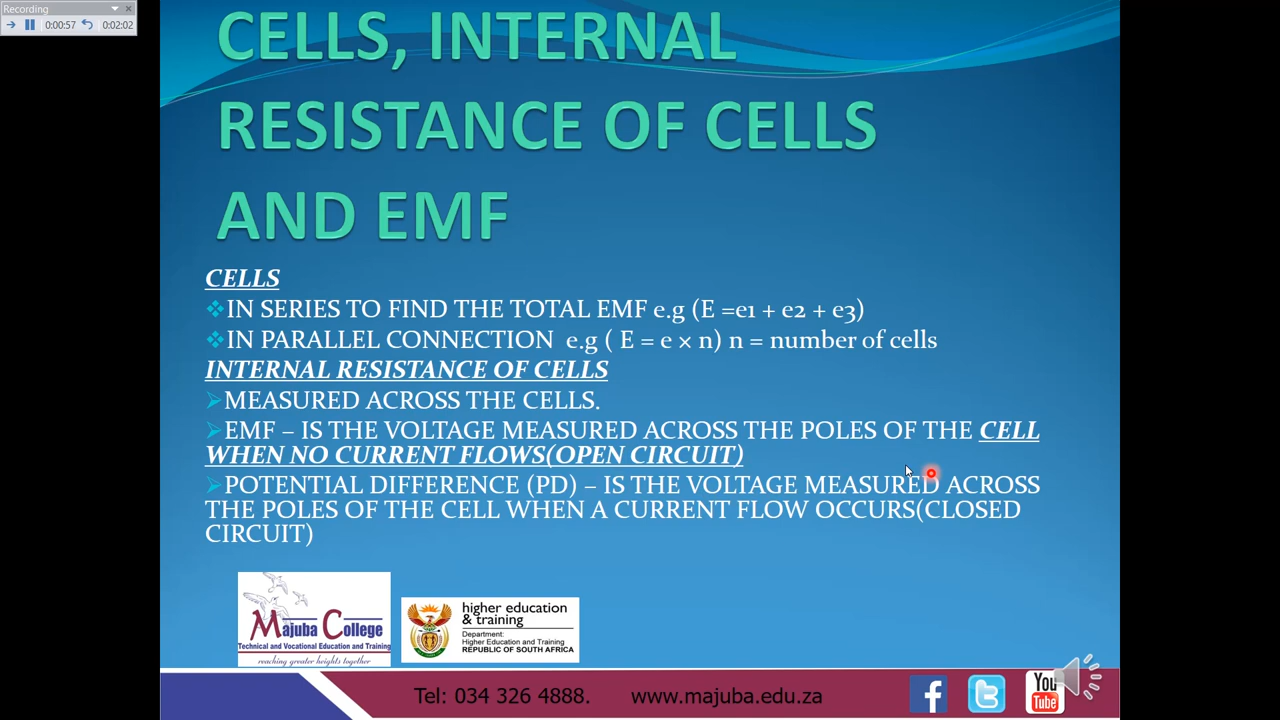 Recording
0:00:57 0:02:02
CELLS, INTERNAL
RESISTANCE OF CELLS
AND EMF
CELLS
IN SERIES TO FIND THE TOTAL EMF e.g (E =e1 + e2 + e3)
IN PARALLEL CONNECTION e.g ( E = e × n) n = number of cells
INTERNAL RESISTANCE OF CELLS
MEASURED ACROSS THE CELLS.
EMF – IS THE VOLTAGE MEASURED ACROSS THE POLES OF THE CELL
WHEN NO CURRENT FLOWS(OPEN CIRCUIT)
POTENTIAL DIFFERENCE (PD) – IS THE VOLTAGE MEASURED ACROSS
THE POLES OF THE CELL WHEN A CURRENT FLOW OCCURS(CLOSED
CIRCUIT)
Majuba College
Technical and Vocational Education and Training
reaching greater heights together
higher education
& training
Department:
Higher Education and Training
REPUBLIC OF SOUTH AFRICA
Tel: 034 326 4888. www.majuba.edu.za
You
Tube